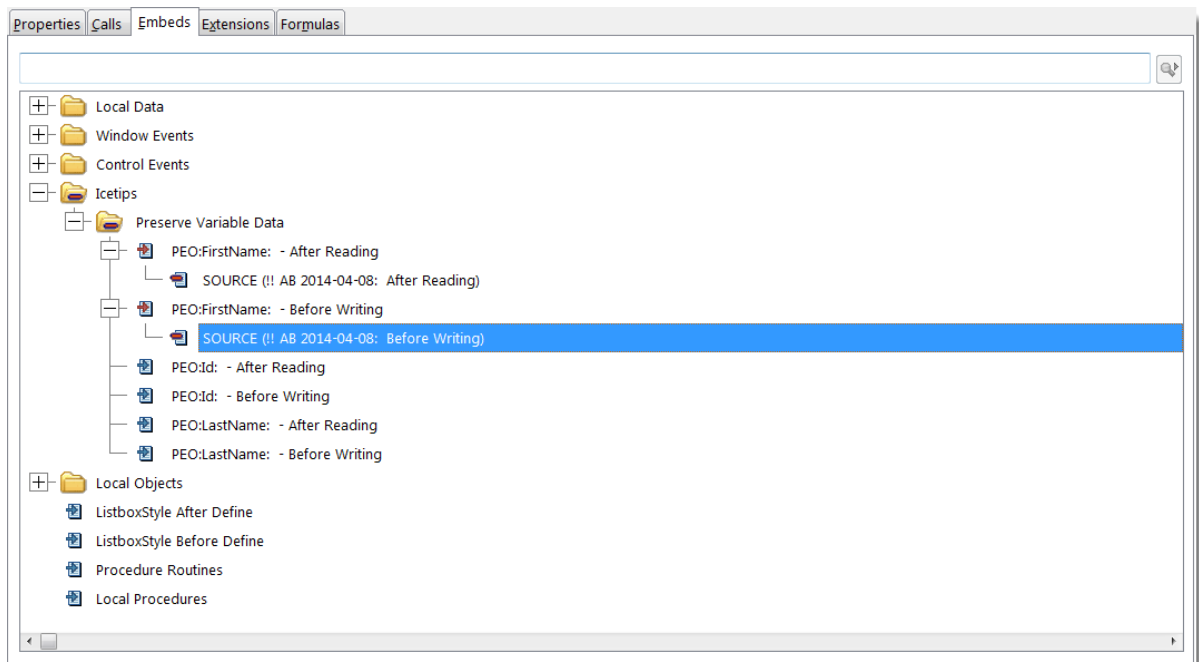 Properties Calls Embeds Extensions Formulas
Local Data
Window Events
Control Events
Icetips
Preserve Variable Data
PEO:FirstName:  - After Reading
SOURCE (!! AB 2014-04-08:  After Reading)
PEO:FirstName:  - Before Writing
SOURCE (!! AB 2014-04-08:  Before Writing)
PEO:Id:  - After Reading
PEO:Id:  - Before Writing
PEO:LastName:  - After Reading
PEO:LastName:  - Before Writing
Local Objects
ListboxStyle After Define
ListboxStyle Before Define
Procedure Routines
Local Procedures